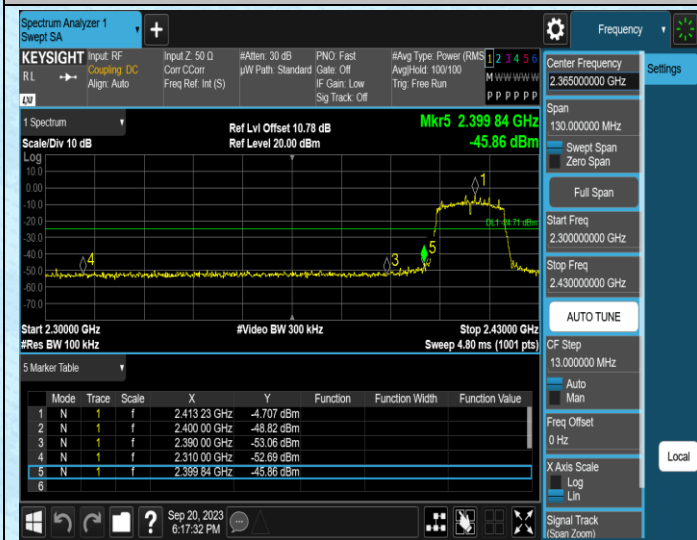 Spectrum Analyzer 1
Swept SA
+
Frequency
KEYSIGHT
RL
Input: RF
Coupling: DC
Align: Auto
Input Z: 50 Ω
Corr CCorr
Freq Ref: Int (S)
#Atten: 30 dB
µW Path: Standard
PNO: Fast
Gate: Off
IF Gain: Low
Sig Track: Off
#Avg Type: Power (RMS
Avg|Hold: 100/100
Trig: Free Run
1 2 3 4 5 6
M W W W W W
P P P P P P
LXI
1 Spectrum
Scale/Div 10 dB
Ref Lvl Offset 10.78 dB
Ref Level 20.00 dBm
Mkr5 2.399 84 GHz
-45.86 dBm
Log
10.0
0.00
-10.0
-20.0
-30.0
-40.0
-50.0
-60.0
-70.0
1
DL1 -24.71 dBm
5
3
4
Start 2.30000 GHz
#Res BW 100 kHz
#Video BW 300 kHz
Stop 2.43000 GHz
Sweep 4.80 ms (1001 pts)
5 Marker Table
Mode Trace Scale X Y Function Function Width Function Value
1 N 1 f 2.413 23 GHz -4.707 dBm
2 N 1 f 2.400 00 GHz -48.82 dBm
3 N 1 f 2.390 00 GHz -53.06 dBm
4 N 1 f 2.310 00 GHz -52.69 dBm
5 N 1 f 2.399 84 GHz -45.86 dBm
6
?
Sep 20, 2023
6:17:32 PM
Center Frequency
2.365000000 GHz
Settings
Span
130.000000 MHz
Swept Span
Zero Span
Full Span
Start Freq
2.300000000 GHz
Stop Freq
2.430000000 GHz
AUTO TUNE
CF Step
13.000000 MHz
Auto
Man
Freq Offset
0 Hz
Local
X Axis Scale
Log
Lin
Signal Track
(Span Zoom)